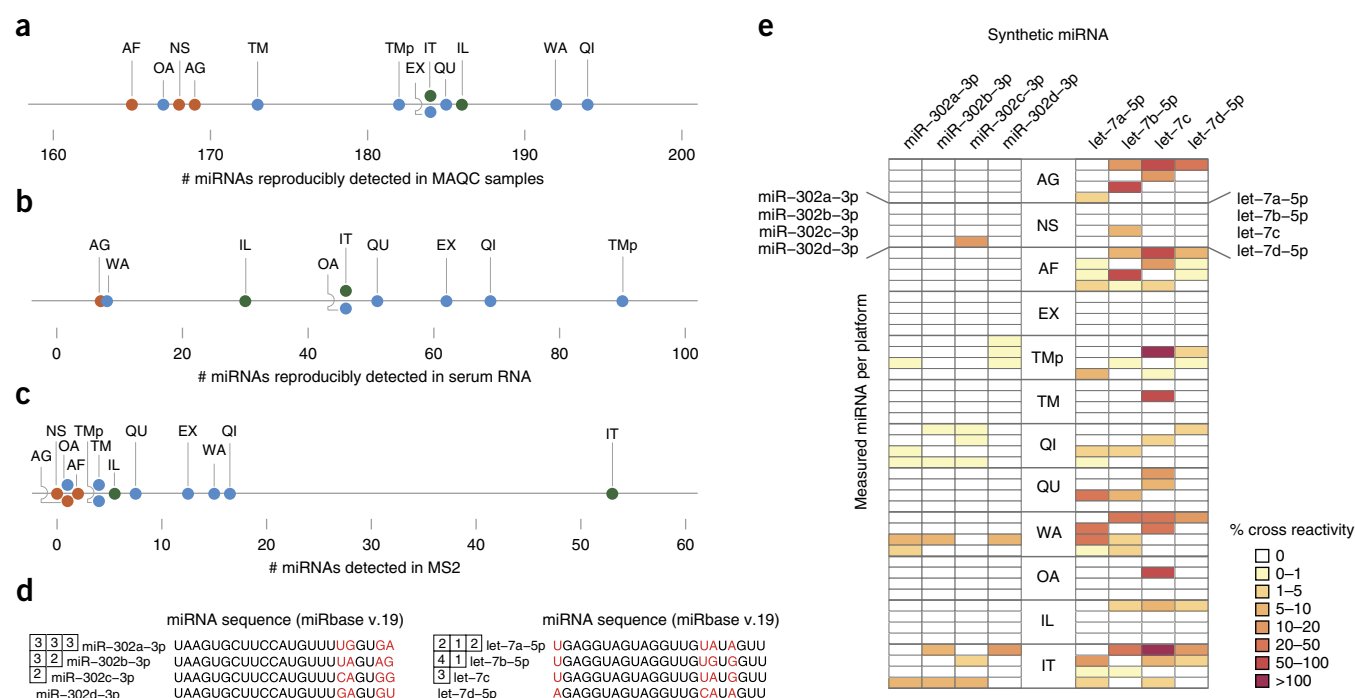 a
AF NS TM TMp IT IL WA QI
OA AG EX QU
160 170 180 190 200
# miRNAs reproducibly detected in MAQC samples
b
AG IL IT QU EX QI TMp
WA OA
0 20 40 60 80 100
# miRNAs reproducibly detected in serum RNA
c
NS TMp QU EX QI IT
OA TM
AG AF IL WA
0 10 20 30 40 50 60
# miRNAs detected in MS2
d
miRNA sequence (miRbase v.19)
3 3 3 miR–302a–3p UAAGUGCUUCCAUGUUUUGGUGA
3 2 miR–302b–3p UAAGUGCUUCCAUGUUUUAGUAG
2 miR–302c–3p UAAGUGCUUCCAUGUUUCAGUGG
miR–302d–3p UAAGUGCUUCCAUGUUUGAGUGU
miRNA sequence (miRbase v.19)
2 1 2 let–7a–5p UGAGGUAGUAGGUUGUAUAGUU
4 1 let–7b–5p UGAGGUAGUAGGUUGUGUGGUU
3 let–7c UGAGGUAGUAGGUUGUAUGGUU
let–7d–5p AGAGGUAGUAGGUUGCAUAGUU
e
Synthetic miRNA
miR–302a–3p
miR–302b–3p
miR–302c–3p
miR–302d–3p
let–7a–5p
let–7b–5p
let–7c
let–7d–5p
Measured miRNA per platform
miR–302a–3p
miR–302b–3p
miR–302c–3p
miR–302d–3p
AG
NS
AF
EX
TMp
TM
QI
QU
WA
OA
IL
IT
let–7a–5p
let–7b–5p
let–7c
let–7d–5p
% cross reactivity
0
0–1
1–5
5–10
10–20
20–50
50–100
>100